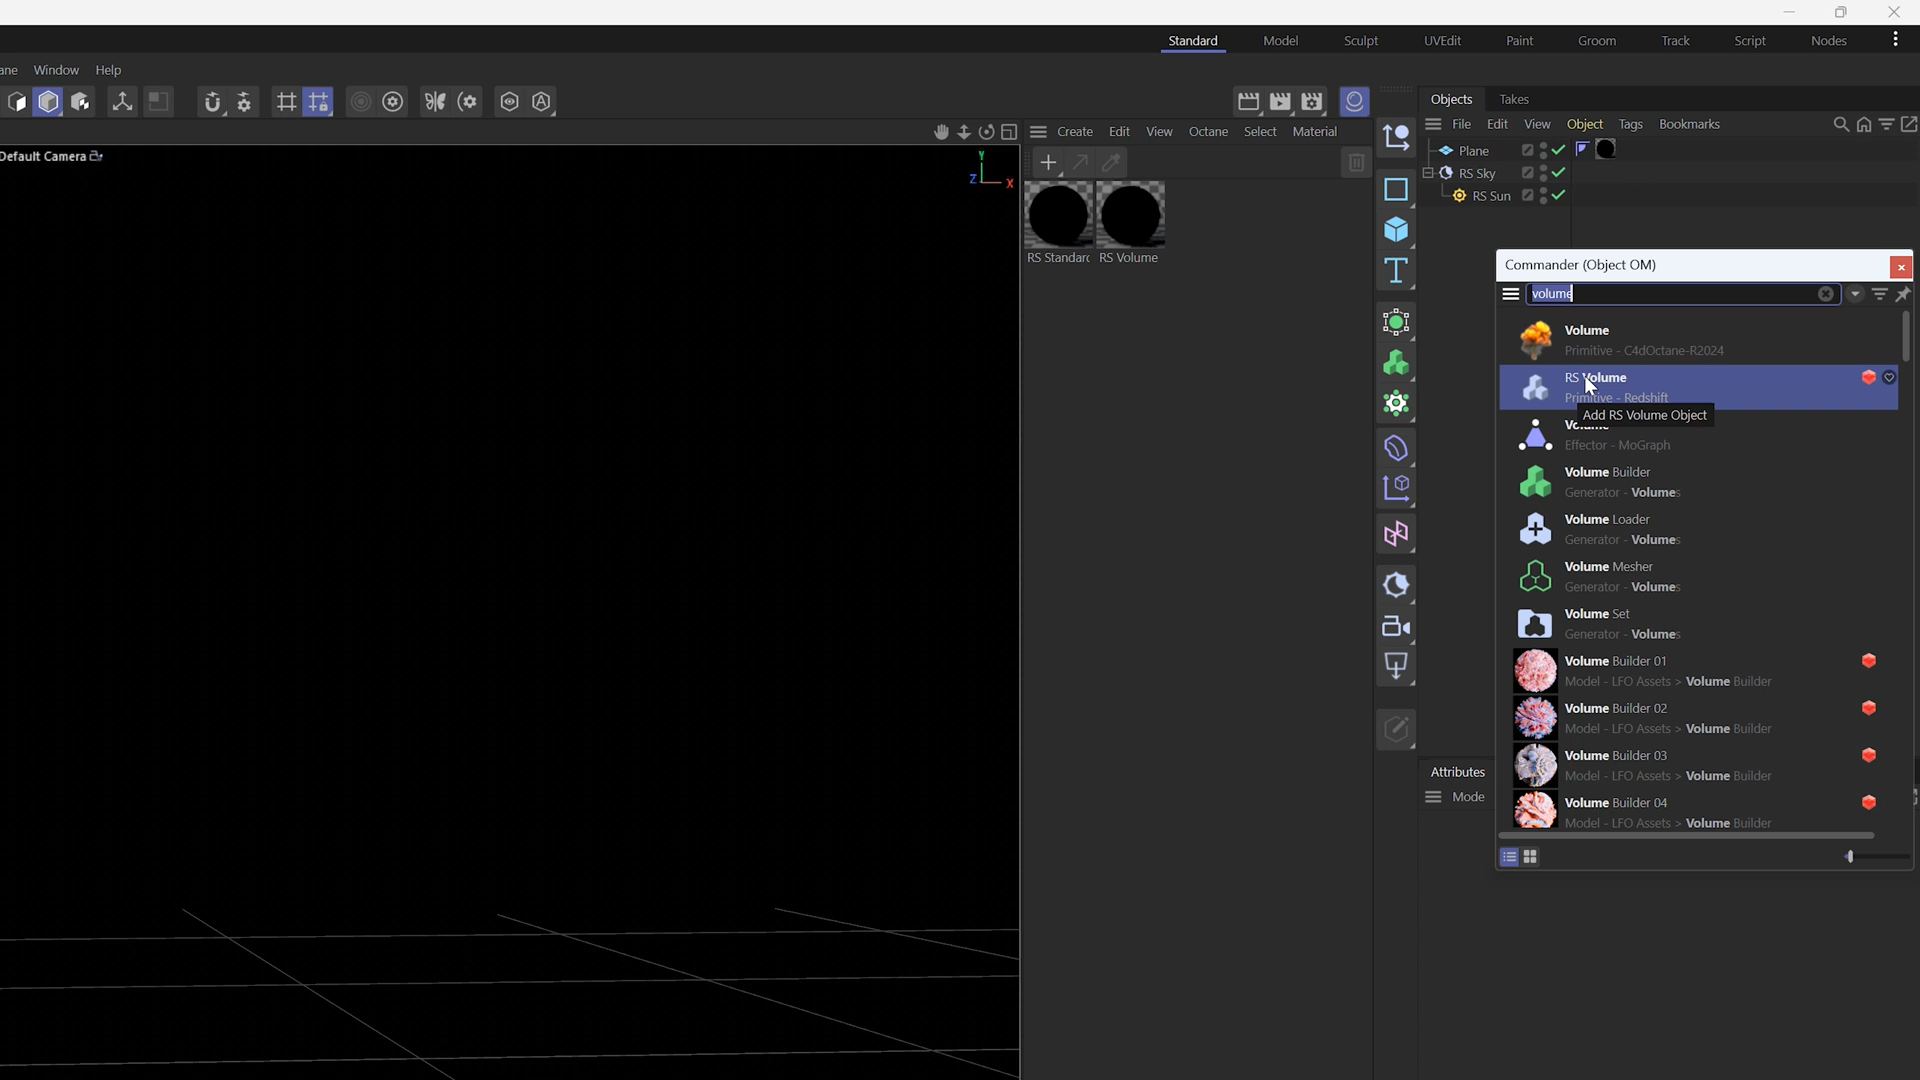 Standard Model Sculpt UVEdit Paint Groom Track Script Nodes
ane Window Help
Objects Takes
Create Edit View Octane Select Material
File Edit View Object Tags Bookmarks
Default Camera
Y
Z X
Plane
RS Sky
RS Sun
RS Standard RS Volume
Commander (Object OM)
volume
Volume
Primitive - C4dOctane-R2024
RS Volume
Primitive - Redshift
Add RS Volume Object
Volume
Effector - MoGraph
Volume Builder
Generator - Volumes
Volume Loader
Generator - Volumes
Volume Mesher
Generator - Volumes
Volume Set
Generator - Volumes
Volume Builder 01
Model - LFO Assets > Volume Builder
Volume Builder 02
Model - LFO Assets > Volume Builder
Volume Builder 03
Model - LFO Assets > Volume Builder
Volume Builder 04
Model - LFO Assets > Volume Builder
Attributes
Mode